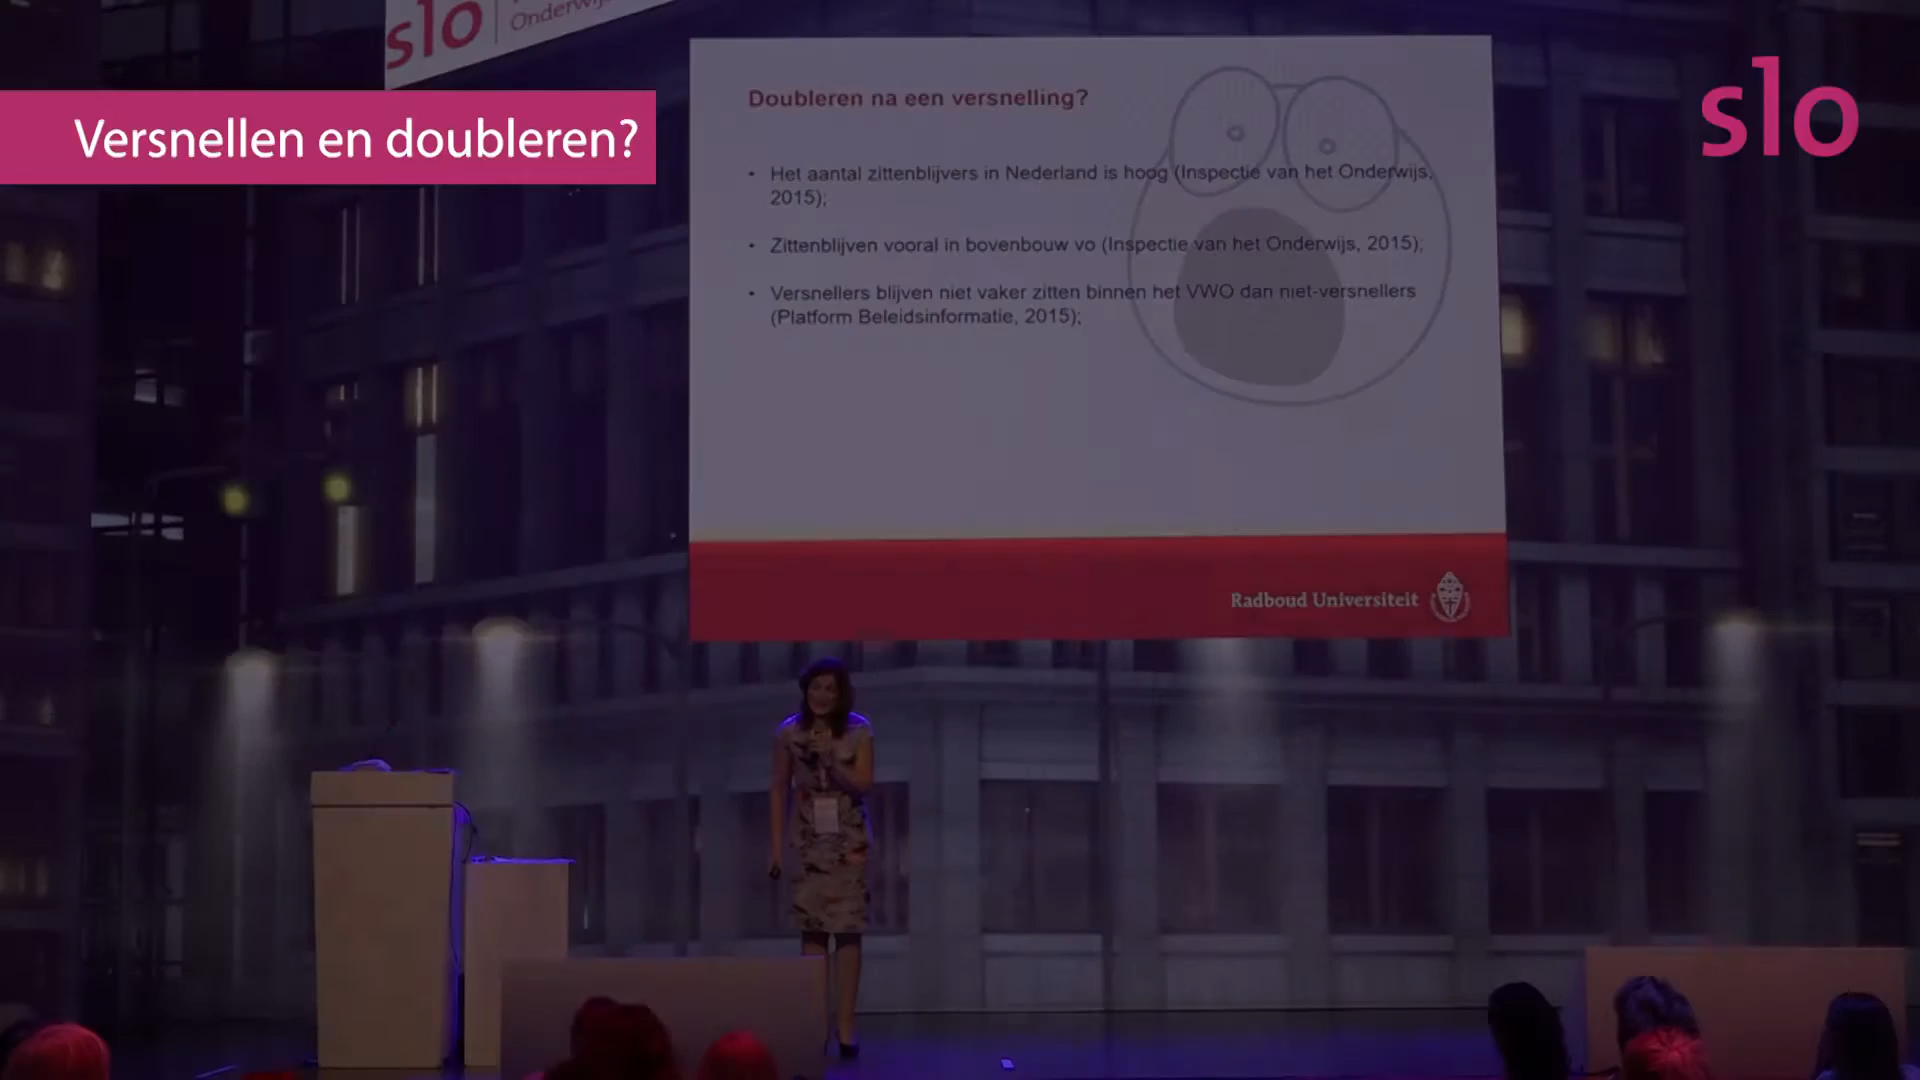 slo
Versnellen en doubleren?
slo
Doubleren na een versnelling?
• Het aantal zittenblijvers in Nederland is hoog (Inspectie van het Onderwijs,
2015);
• Zittenblijven vooral in bovenbouw vo (Inspectie van het Onderwijs, 2015);
• Versnellers blijven niet vaker zitten binnen het VWO dan niet-versnellers
(Platform Beleidsinformatie, 2015);
Radboud Universiteit